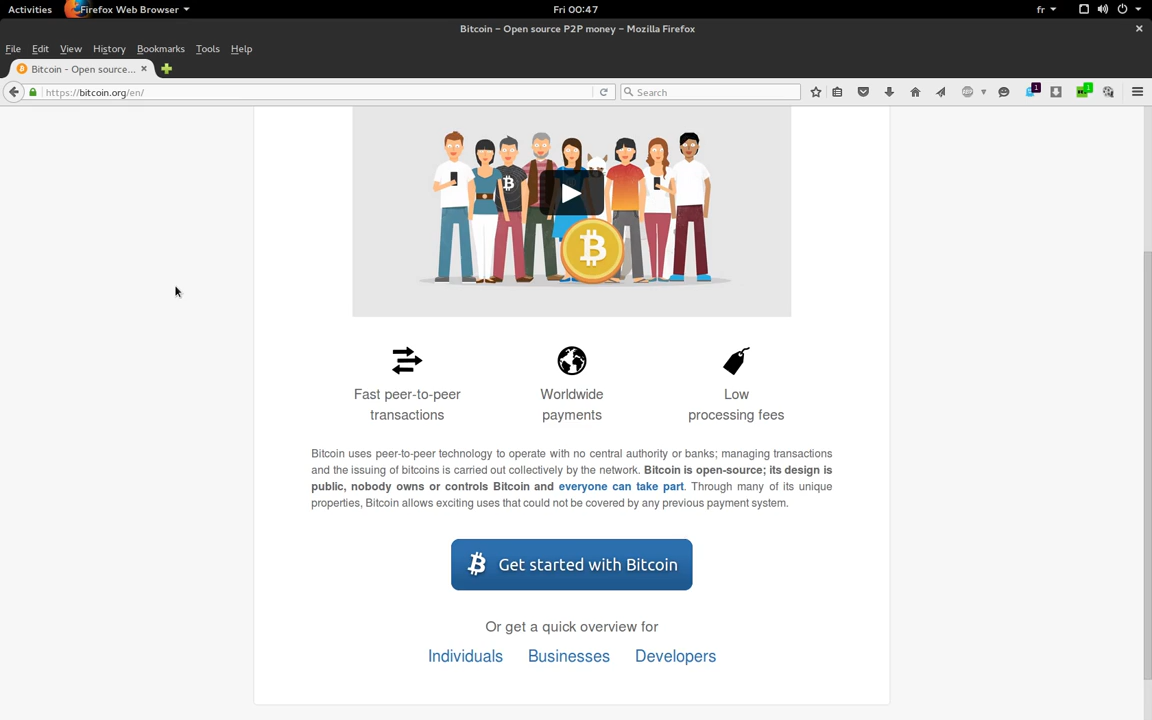 Activities Firefox Web Browser Fri 00:47 fr
Bitcoin – Open source P2P money – Mozilla Firefox
File Edit View History Bookmarks Tools Help
Bitcoin - Open source...
https://bitcoin.org/en/ Search 1 1
Fast peer-to-peer transactions
Worldwide payments
Low processing fees
Bitcoin uses peer-to-peer technology to operate with no central authority or banks; managing transactions
and the issuing of bitcoins is carried out collectively by the network. Bitcoin is open-source; its design is
public, nobody owns or controls Bitcoin and everyone can take part. Through many of its unique
properties, Bitcoin allows exciting uses that could not be covered by any previous payment system.
Get started with Bitcoin
Or get a quick overview for
Individuals Businesses Developers